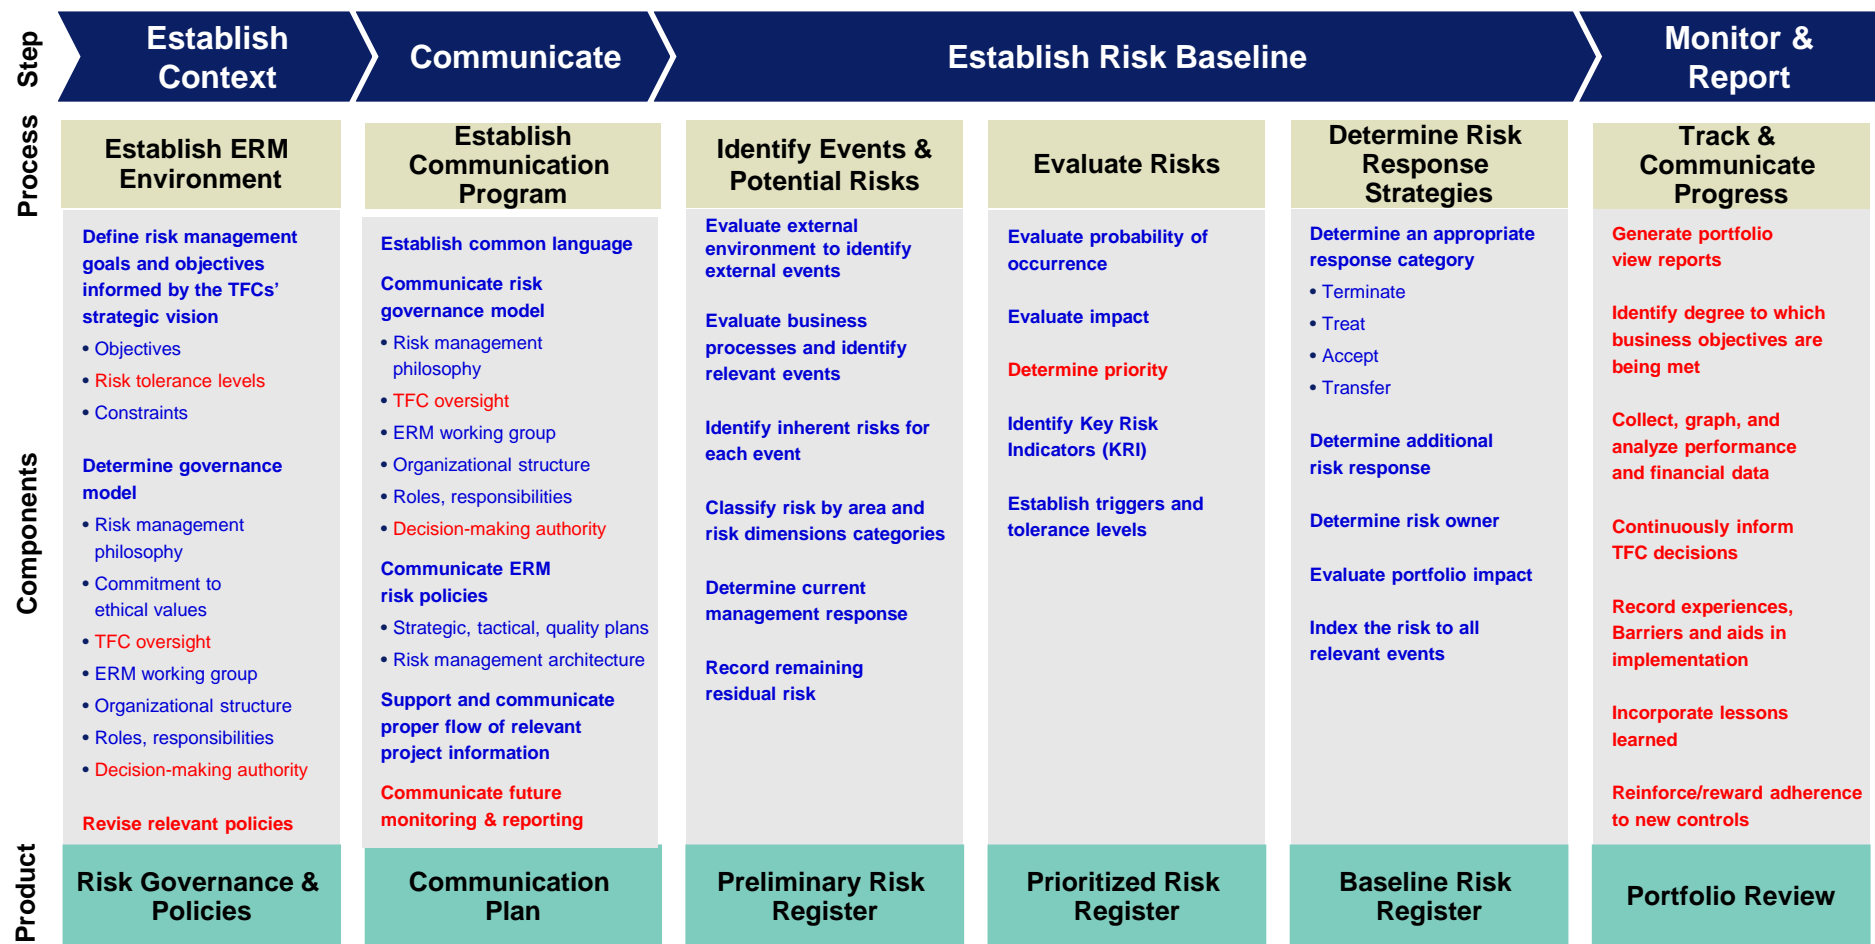 Step
Establish
Context
Communicate
Establish Risk Baseline
Monitor &
Report
Process
Establish ERM
Environment
Establish
Communication
Program
Identify Events &
Potential Risks
Evaluate Risks
Determine Risk
Response
Strategies
Track &
Communicate
Progress
Components
Define risk management
goals and objectives
informed by the TFCs’
strategic vision
• Objectives
• Risk tolerance levels
• Constraints
Determine governance
model
• Risk management
philosophy
• Commitment to
ethical values
• TFC oversight
• ERM working group
• Organizational structure
• Roles, responsibilities
• Decision-making authority
Revise relevant policies
Establish common language
Communicate risk
governance model
• Risk management
philosophy
• TFC oversight
• ERM working group
• Organizational structure
• Roles, responsibilities
• Decision-making authority
Communicate ERM
risk policies
• Strategic, tactical, quality plans
• Risk management architecture
Support and communicate
proper flow of relevant
project information
Communicate future
monitoring & reporting
Evaluate external
environment to identify
external events
Evaluate business
processes and identify
relevant events
Identify inherent risks for
each event
Classify risk by area and
risk dimensions categories
Determine current
management response
Record remaining
residual risk
Evaluate probability of
occurrence
Evaluate impact
Determine priority
Identify Key Risk
Indicators (KRI)
Establish triggers and
tolerance levels
Determine an appropriate
response category
• Terminate
• Treat
• Accept
• Transfer
Determine additional
risk response
Determine risk owner
Evaluate portfolio impact
Index the risk to all
relevant events
Generate portfolio
view reports
Identify degree to which
business objectives are
being met
Collect, graph, and
analyze performance
and financial data
Continuously inform
TFC decisions
Record experiences,
Barriers and aids in
implementation
Incorporate lessons
learned
Reinforce/reward adherence
to new controls
Product
Risk Governance &
Policies
Communication
Plan
Preliminary Risk
Register
Prioritized Risk
Register
Baseline Risk
Register
Portfolio Review